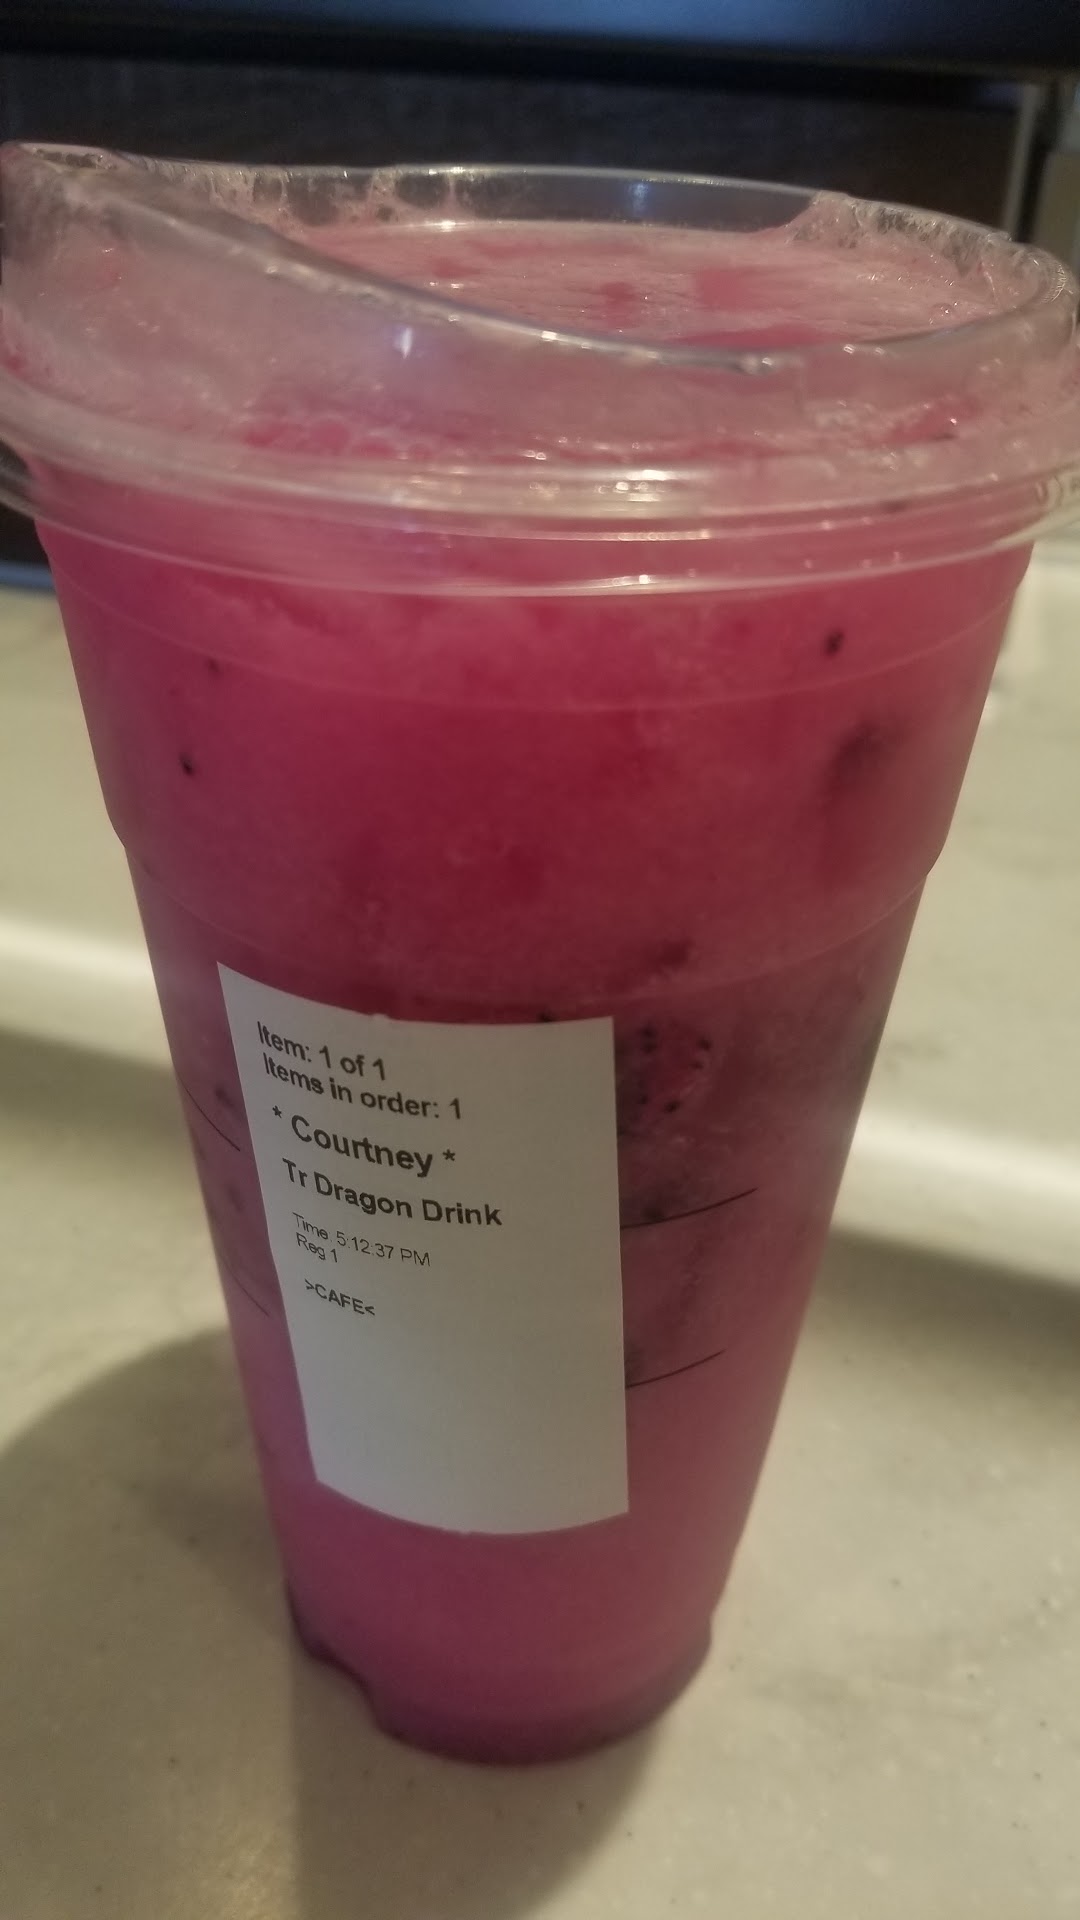 Item: 1 of 1
Items in order: 1
* Courtney *
Tr Dragon Drink
Time: 5:12:37 PM
Reg 1
>CAFE<